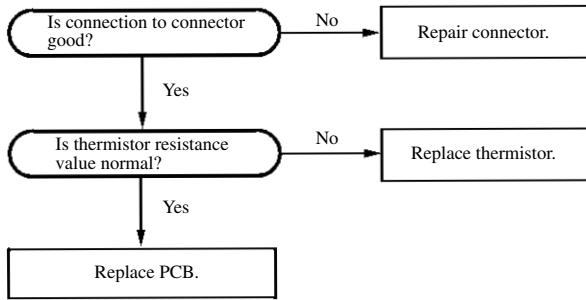 Is connection to connector
good?
No
Repair connector.
Yes
Is thermistor resistance
value normal?
No
Replace thermistor.
Yes
Replace PCB.